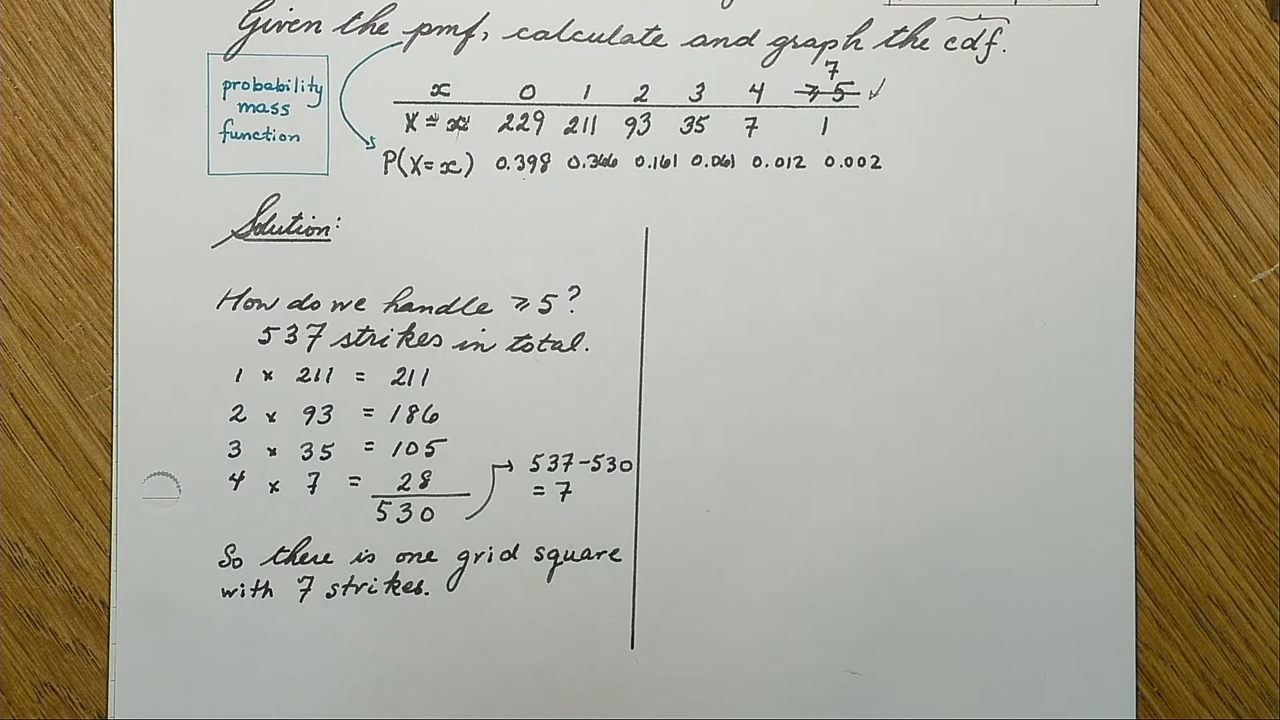 Given the pmf, calculate and graph the cdf.
probability
mass
function
7
x 0 1 2 3 4 ⩾ 5 ✓
X = x 229 211 93 35 7 1
P(X=x) 0.398 0.366 0.161 0.061 0.012 0.002
Solution:
How do we handle ⩾ 5?
537 strikes in total.
1 × 211 = 211
2 × 93 = 186
3 × 35 = 105
4 × 7 = 28
530
537-530
= 7
So there is one grid square
with 7 strikes.